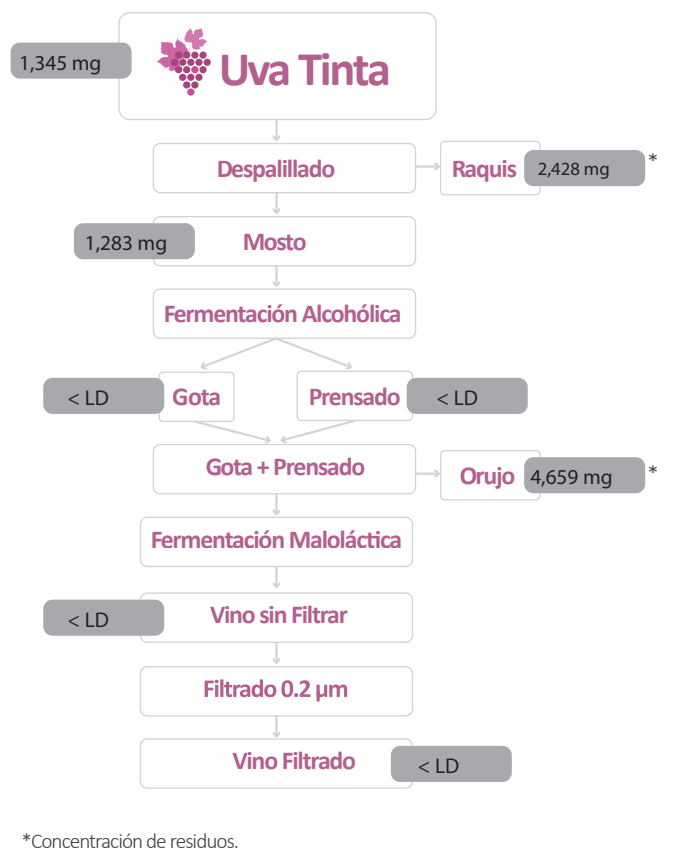 1,345 mg
Uva Tinta
Despalillado
Raquis
2,428 mg
*
1,283 mg
Mosto
Fermentación Alcohólica
< LD
Gota
Prensado
< LD
Gota + Prensado
Orujo
4,659 mg
*
Fermentación Maloláctica
< LD
Vino sin Filtrar
Filtrado 0.2 µm
Vino Filtrado
< LD
*Concentración de residuos.